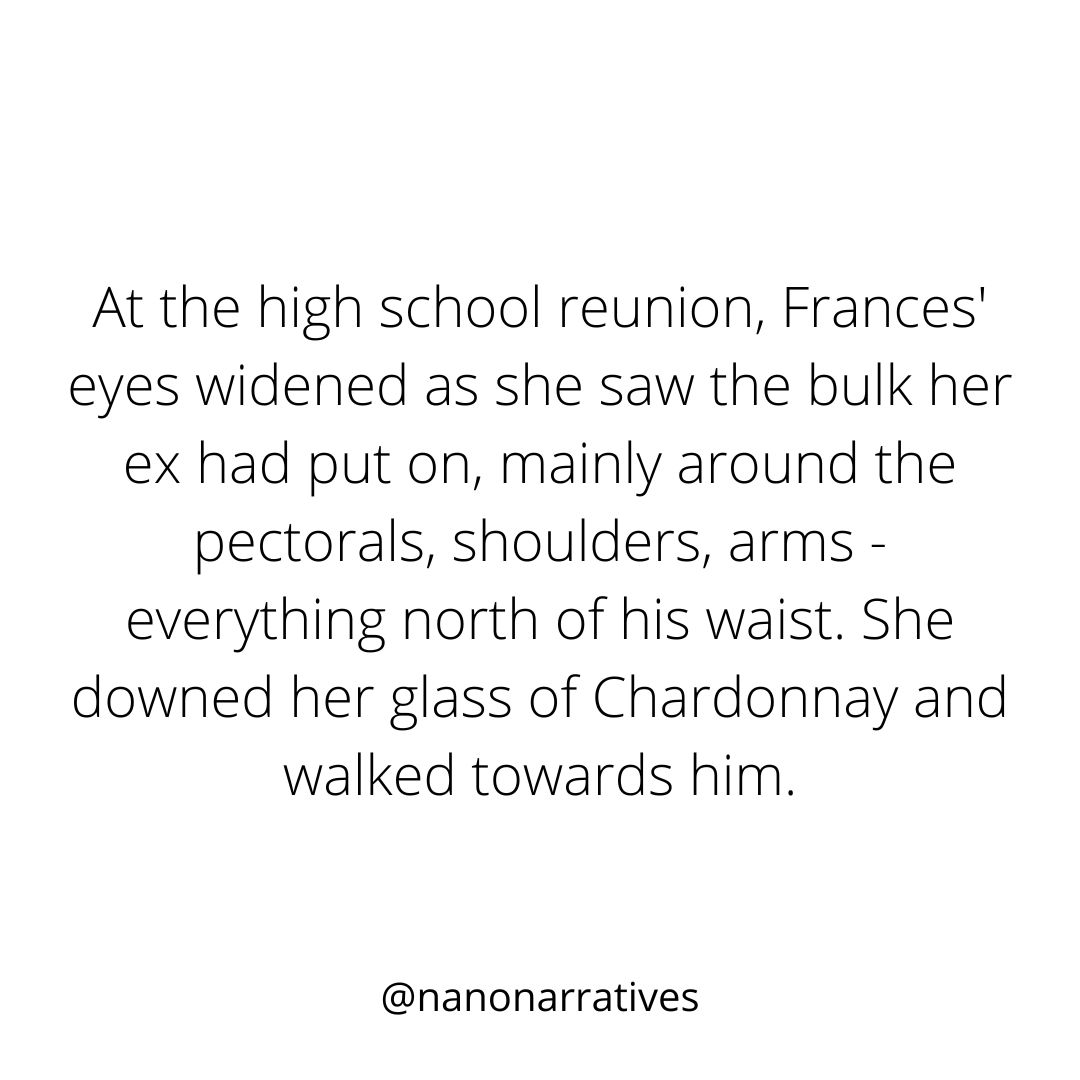 At the high school reunion, Frances'
eyes widened as she saw the bulk her
ex had put on, mainly around the
pectorals, shoulders, arms -
everything north of his waist. She
downed her glass of Chardonnay and
walked towards him.
@nanonarratives